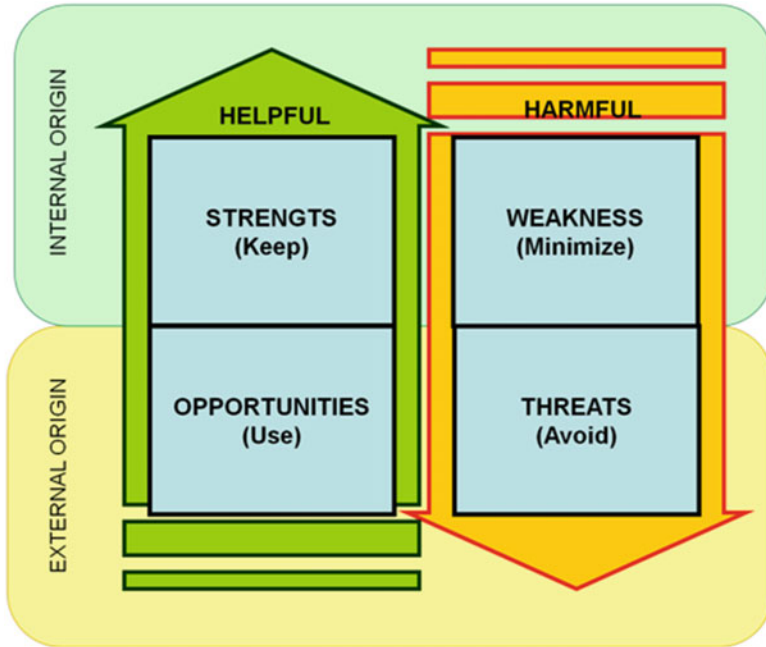 INTERNAL ORIGIN
HELPFUL
HARMFUL
STRENGTS
(Keep)
WEAKNESS
(Minimize)
EXTERNAL ORIGIN
OPPORTUNITIES
(Use)
THREATS
(Avoid)